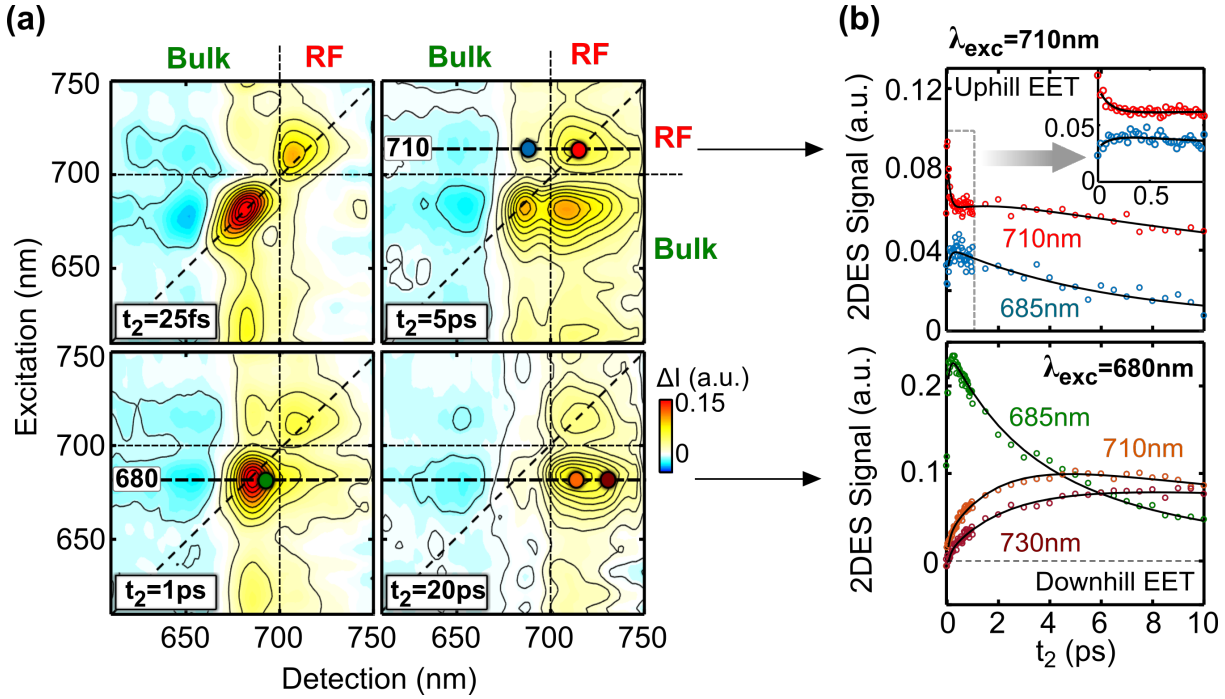 (a)
Bulk RF Bulk RF
750
700
650
Excitation (nm)
t₂=25fs
710
t₂=5ps
RF
Bulk
750
700
650
680
t₂=1ps
t₂=20ps
ΔI (a.u.)
0.15
0
650 700 650 700 750
Detection (nm)
(b)
λexc=710nm
2DES Signal (a.u.)
0.12
0.08
0.04
0
Uphill EET
0.05
0
0 0.5
710nm
685nm
λexc=680nm
2DES Signal (a.u.)
0.2
0.1
0
685nm
710nm
730nm
Downhill EET
0 2 4 6 8 10
t₂ (ps)